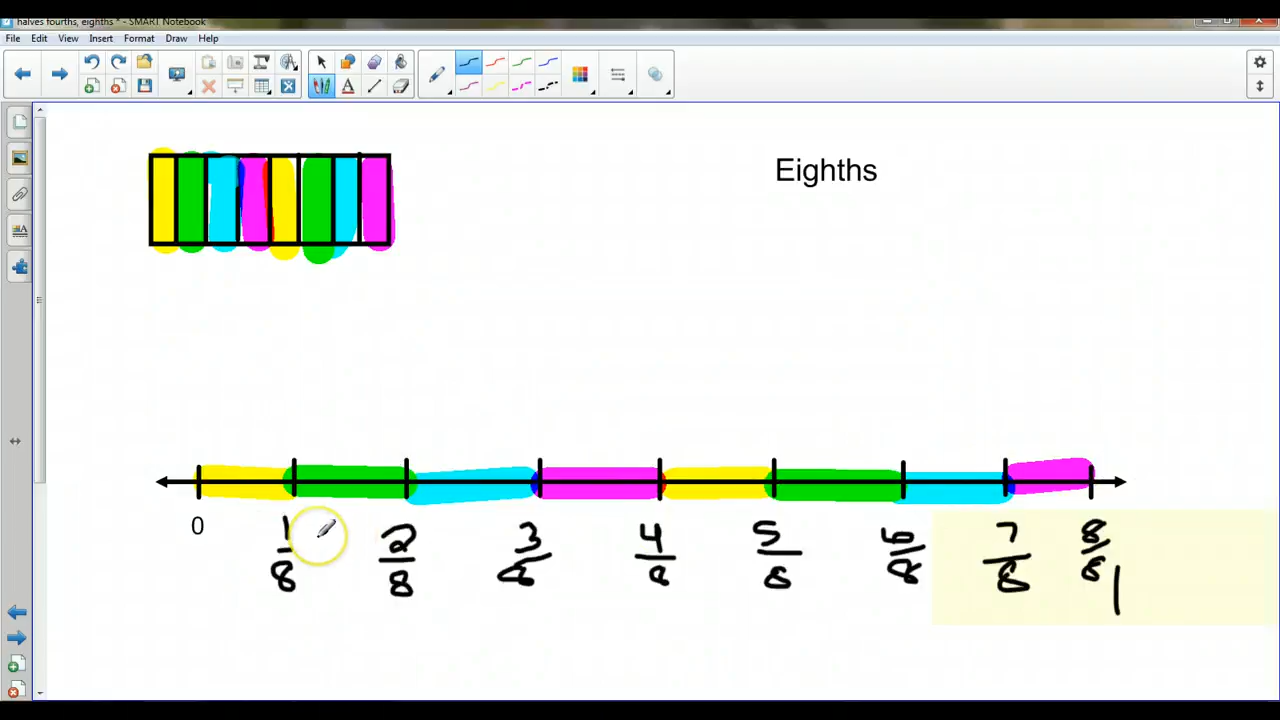 halves fourths, eighths * - SMART Notebook
File Edit View Insert Format Draw Help
Eighths
0 1/8 2/8 3/8 4/8 5/8 6/8 7/8 8/8
1